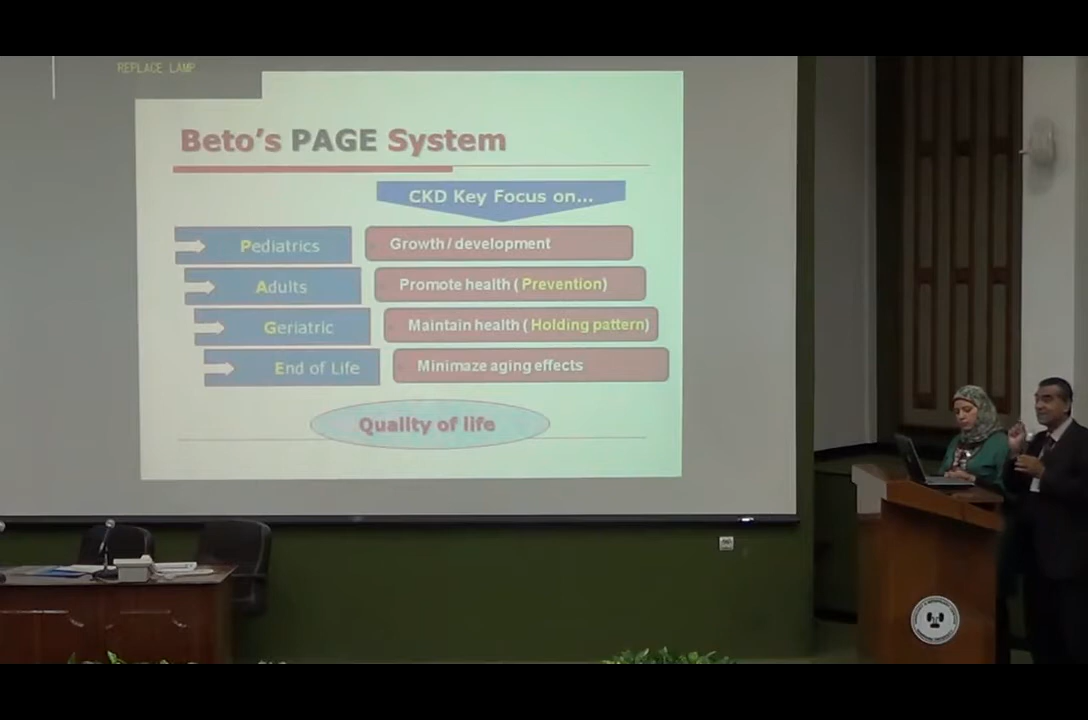 REPLACE LAMP
Beto's PAGE System
CKD Key Focus on...
Pediatrics
Growth / development
Adults
Promote health ( Prevention)
Geriatric
Maintain health ( Holding pattern)
End of Life
Minimaze aging effects
Quality of life